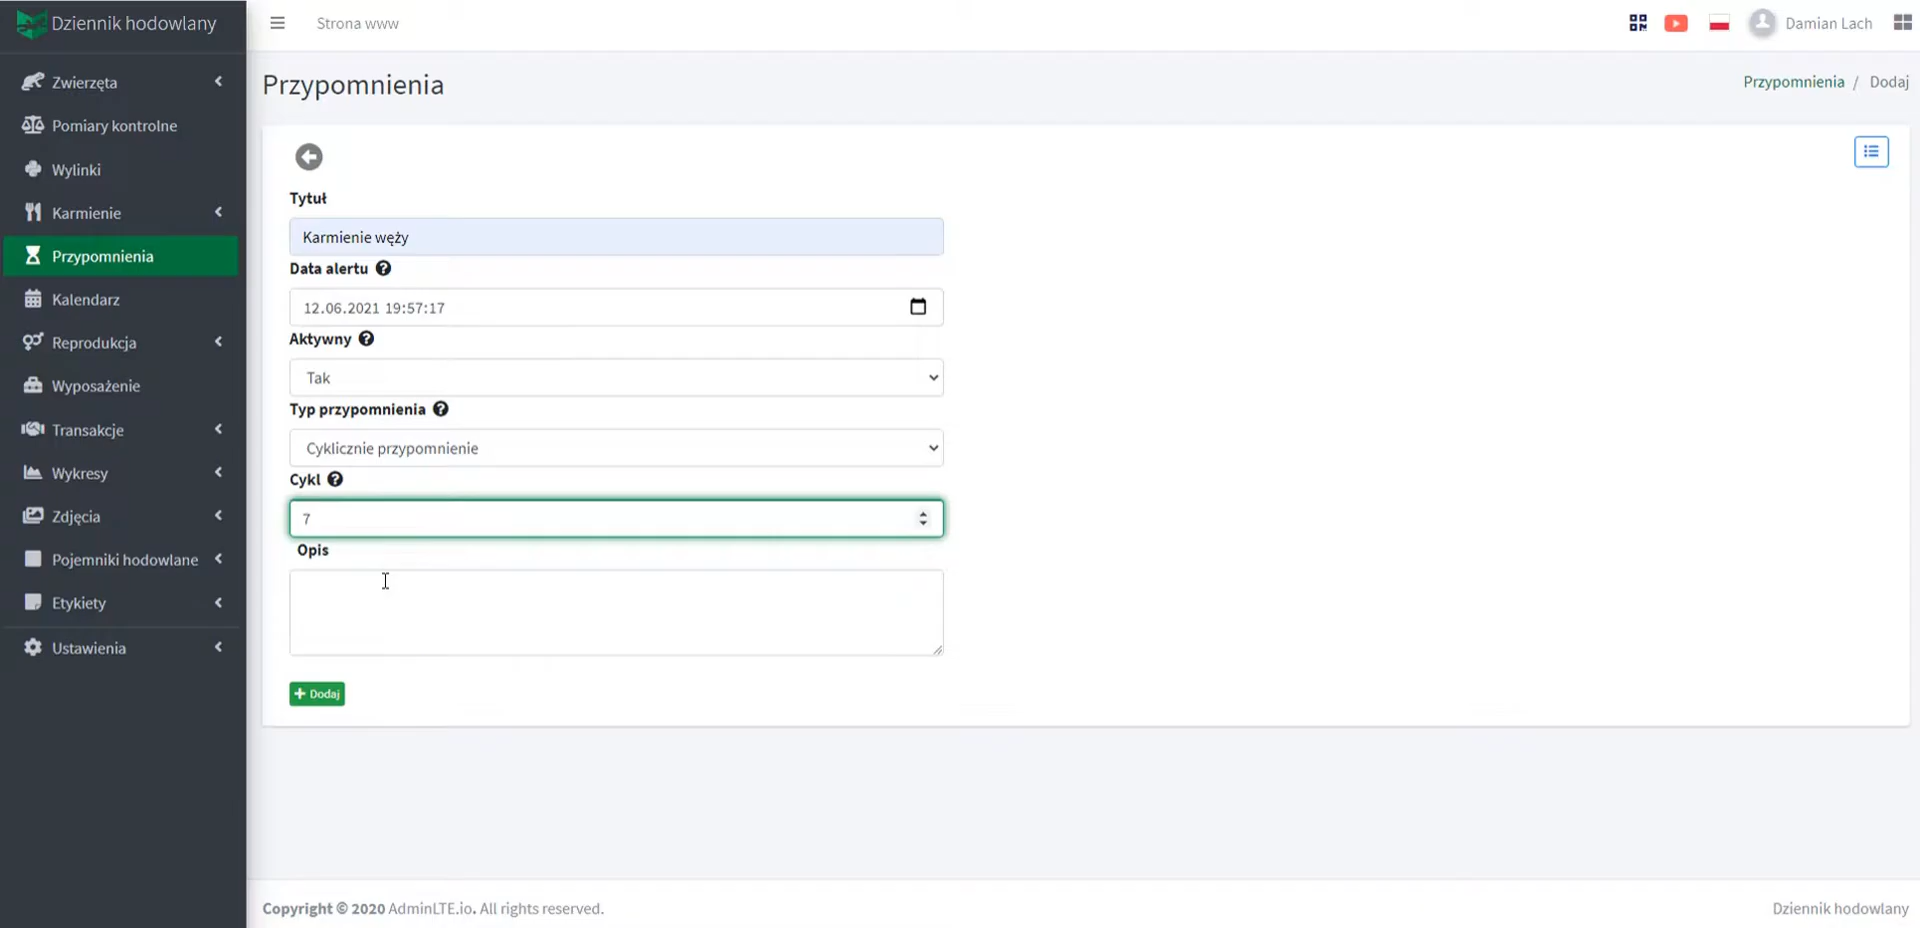 Dziennik hodowlany
Strona www
Damian Lach
Zwierzęta
Pomiary kontrolne
Wylinki
Karmienie
Przypomnienia
Kalendarz
Reprodukcja
Wyposażenie
Transakcje
Wykresy
Zdjęcia
Pojemniki hodowlane
Etykiety
Ustawienia
Przypomnienia
Przypomnienia / Dodaj
Tytuł
Karmienie węży
Data alertu
12.06.2021 19:57:17
Aktywny
Tak
Typ przypomnienia
Cyklicznie przypomnienie
Cykl
7
Opis
Dodaj
Copyright © 2020 AdminLTE.io. All rights reserved.
Dziennik hodowlany